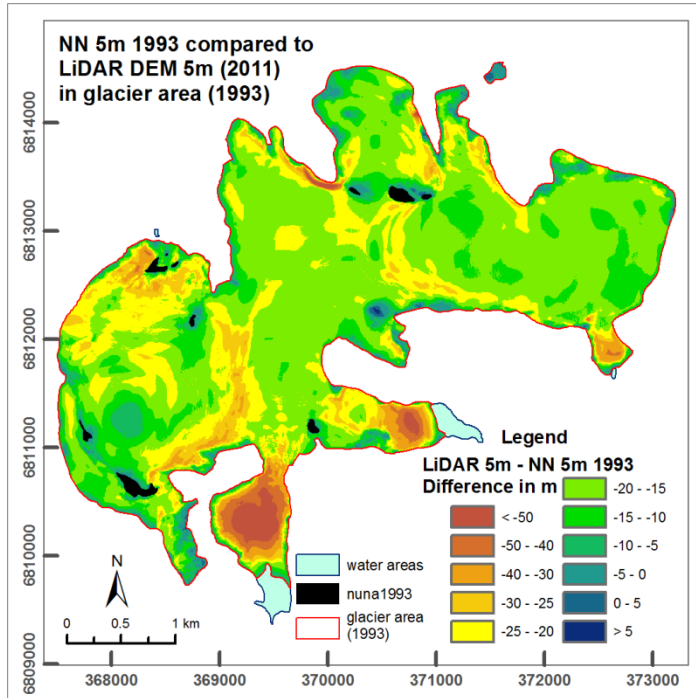 NN 5m 1993 compared to
LiDAR DEM 5m (2011)
in glacier area (1993)
6814000
6813000
6812000
6811000
6810000
6809000
N
0 0.5 1 km
368000 369000 370000 371000 372000 373000
water areas
nuna1993
glacier area
(1993)
Legend
LiDAR 5m - NN 5m 1993
Difference in m
< -50
-50 - -40
-40 - -30
-30 - -25
-25 - -20
-20 - -15
-15 - -10
-10 - -5
-5 - 0
0 - 5
> 5